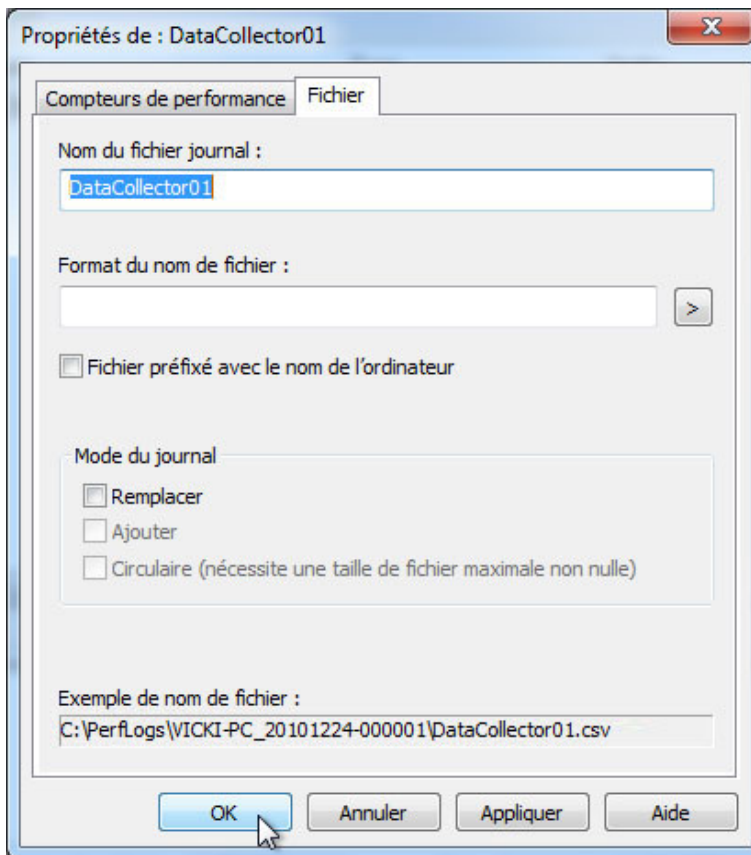 Propriétés de : DataCollector01
Compteurs de performance
Fichier
Nom du fichier journal :
DataCollector01
Format du nom de fichier :
>
Fichier préfixé avec le nom de l'ordinateur
Mode du journal
Remplacer
Ajouter
Circulaire (nécessite une taille de fichier maximale non nulle)
Exemple de nom de fichier :
C:\PerfLogs\VICKI-PC_20101224-000001\DataCollector01.csv
OK
Annuler
Appliquer
Aide